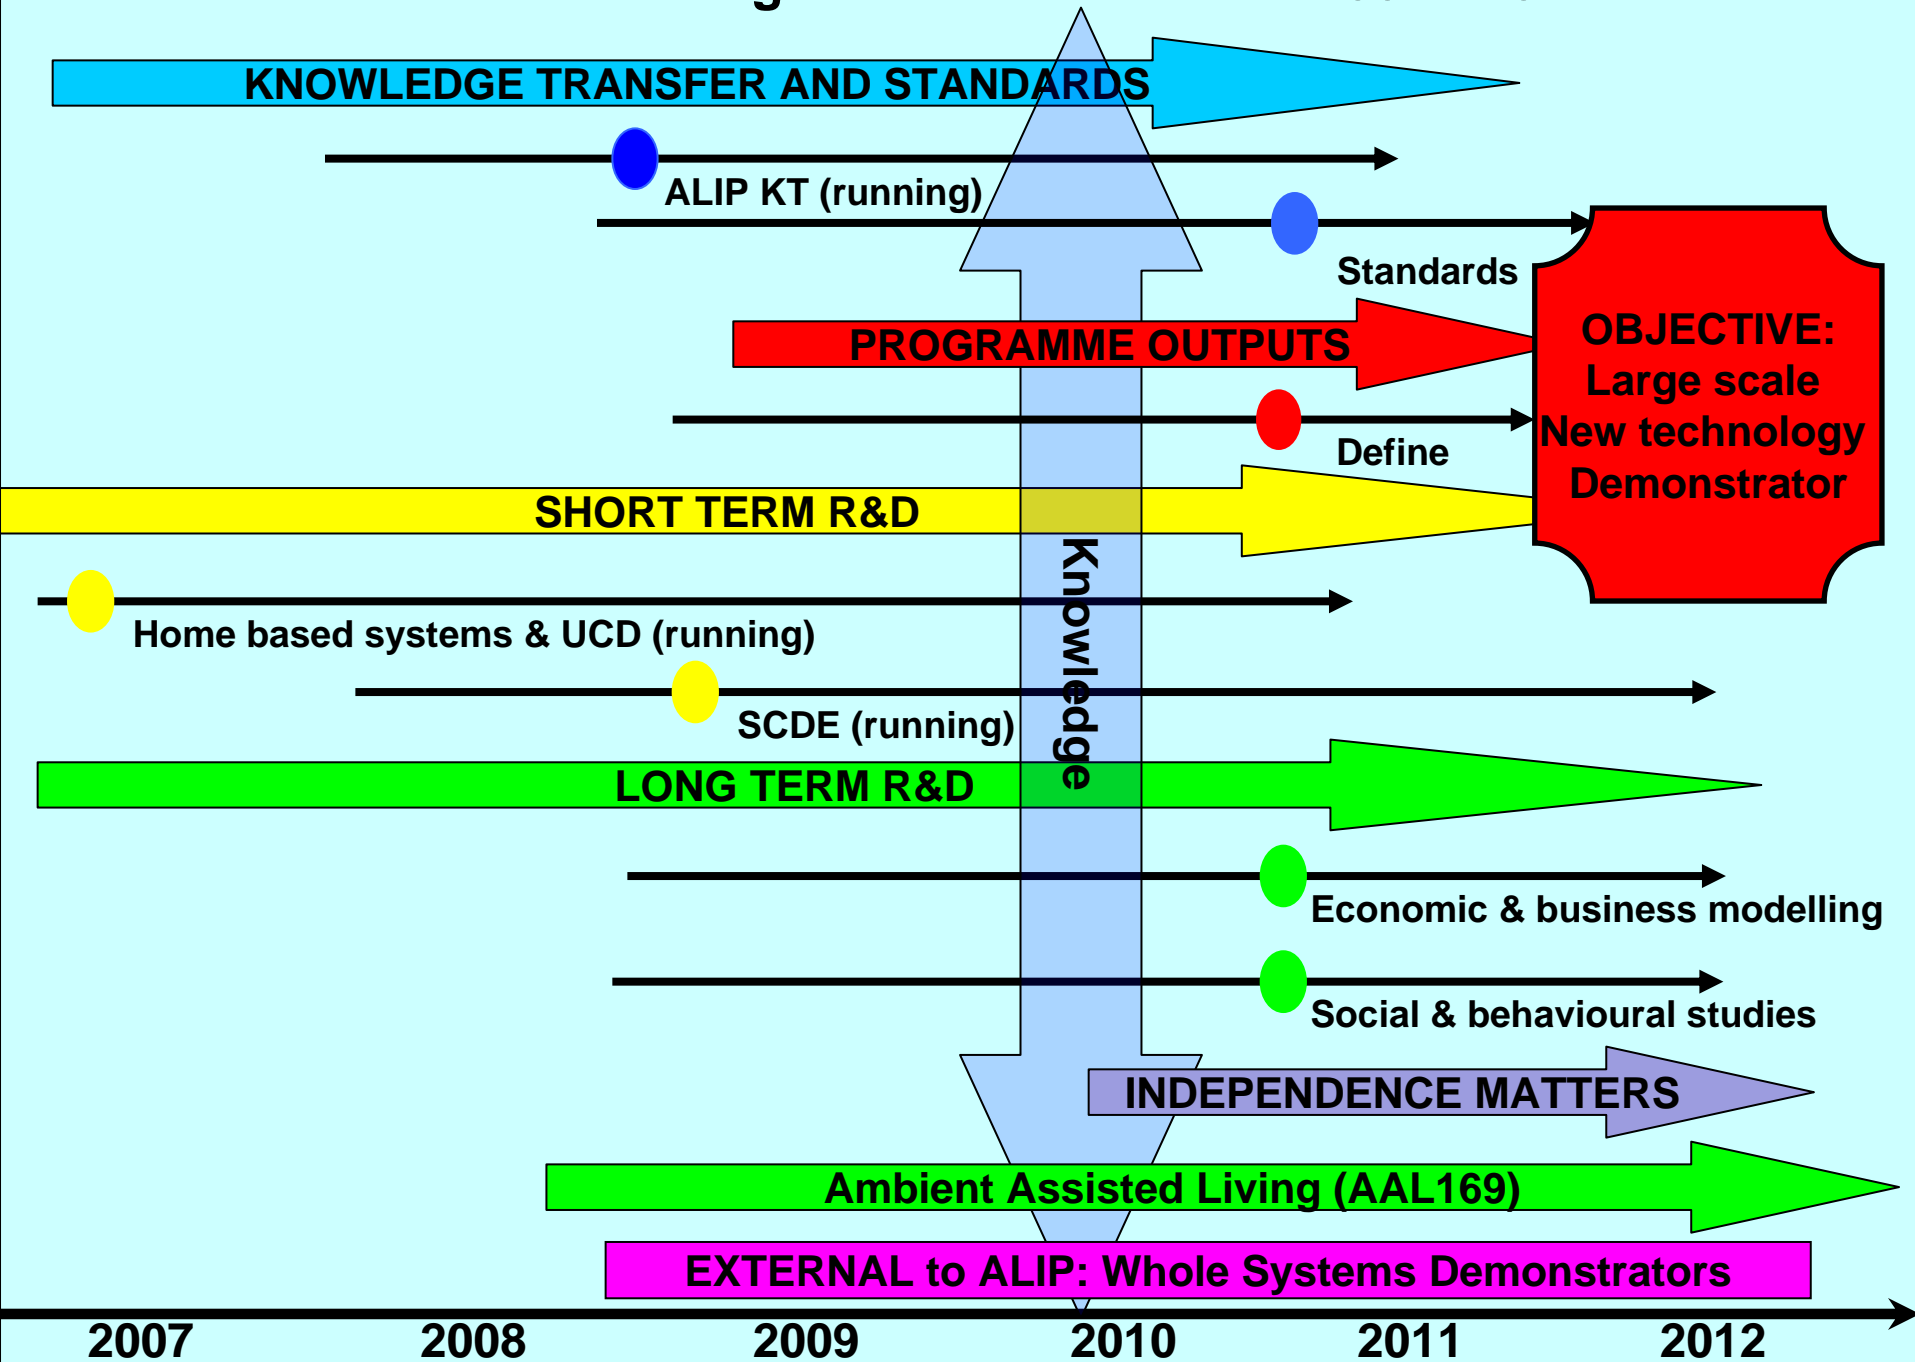 KNOWLEDGE TRANSFER AND STANDARDS
ALIP KT (running)
Standards
PROGRAMME OUTPUTS
OBJECTIVE:
Large scale
New technology
Demonstrator
Define
SHORT TERM R&D
Knowledge
Home based systems & UCD (running)
SCDE (running)
LONG TERM R&D
Economic & business modelling
Social & behavioural studies
INDEPENDENCE MATTERS
Ambient Assisted Living (AAL169)
EXTERNAL to ALIP: Whole Systems Demonstrators
2007 2008 2009 2010 2011 2012